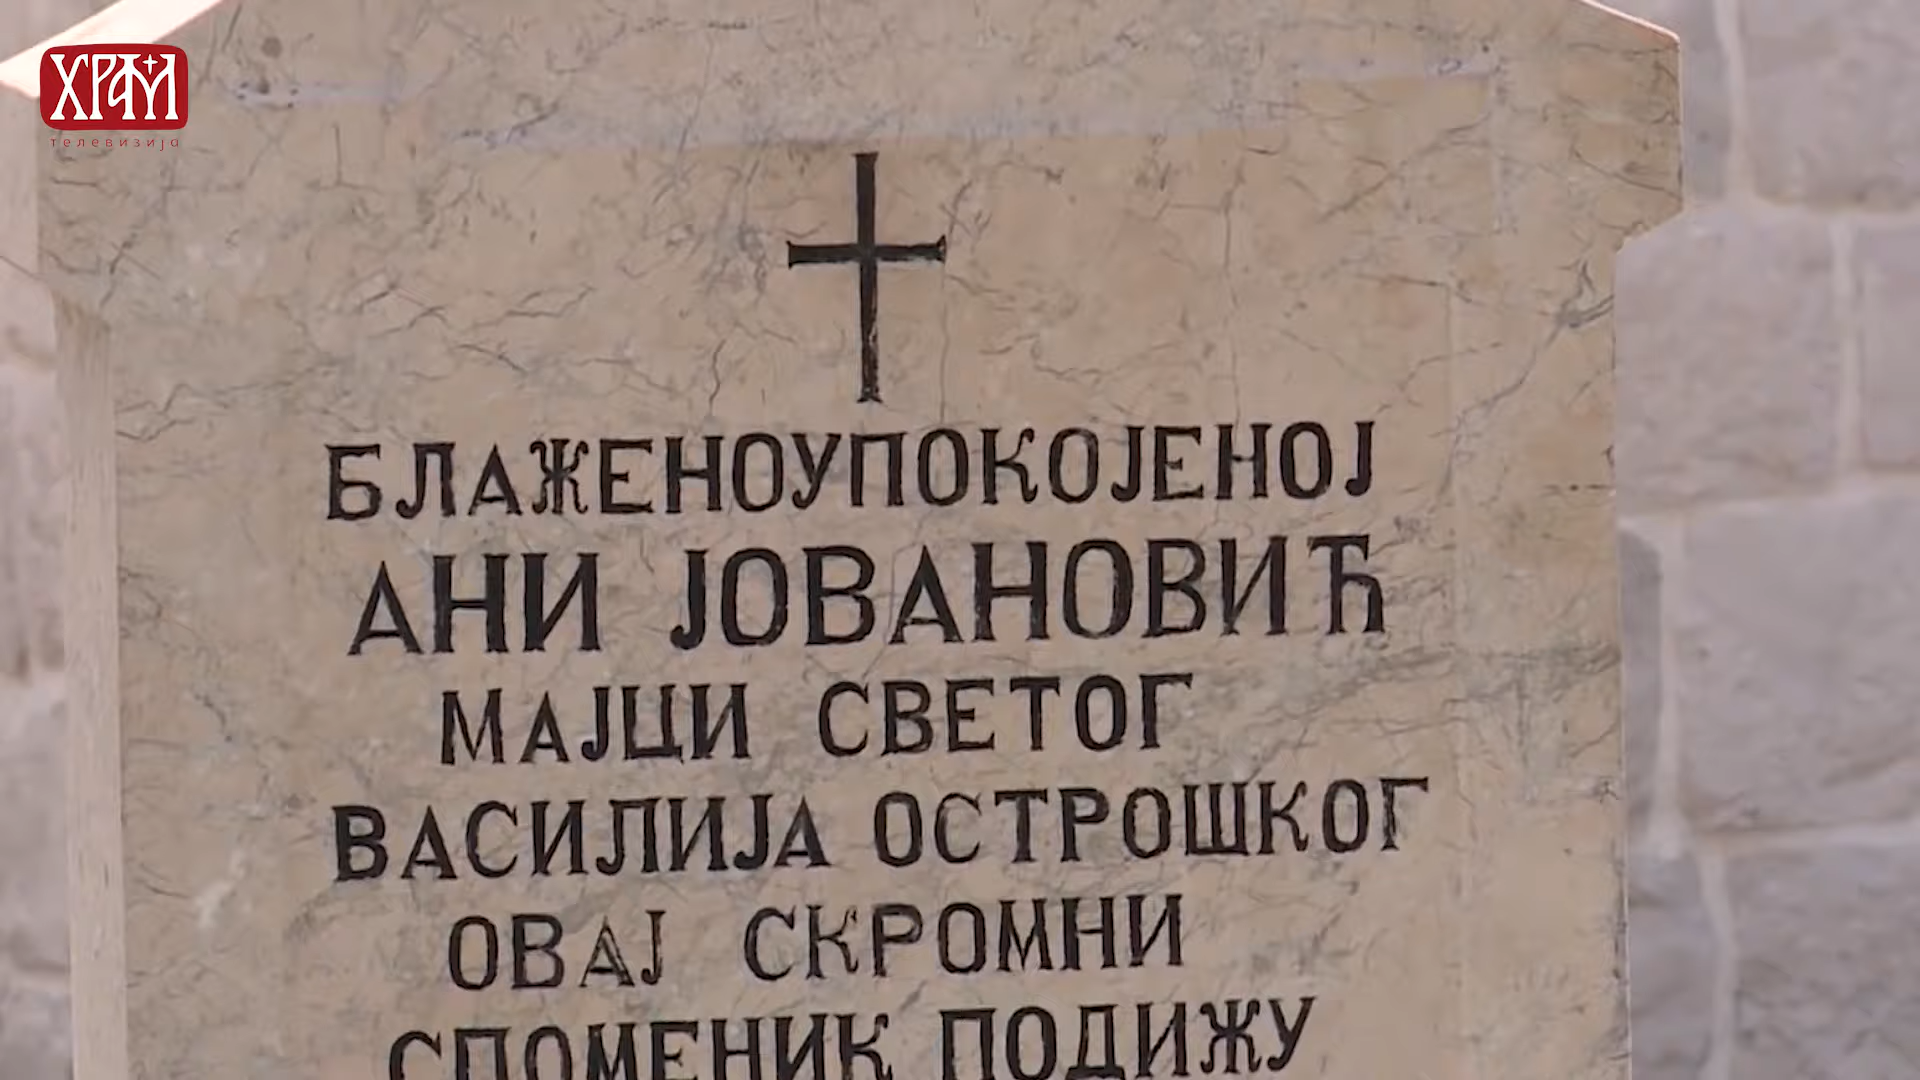 ХРАМ
телевизија
БЛАЖЕНОУПОКОЈЕНОЈ
АНИ ЈОВАНОВИЋ
МАЈЦИ СВЕТОГ
ВАСИЛИЈА ОСТРОШКОГ
ОВАЈ СКРОМНИ
СПОМЕНИК ПОДИЖУ